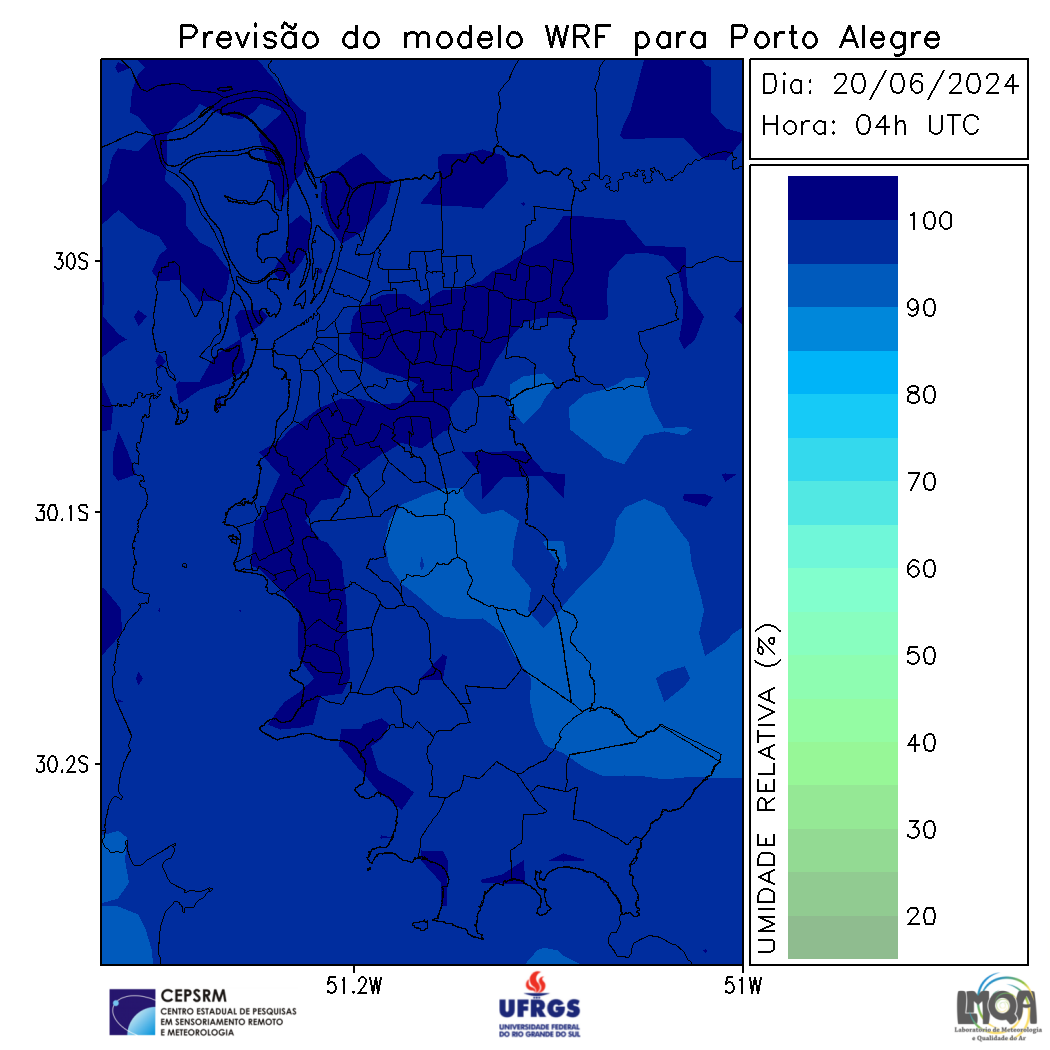 Previsão do modelo WRF para Porto Alegre
Dia: 20/06/2024
Hora: 04h UTC
30S
30.1S
30.2S
51.2W
51W
100
90
80
70
60
50
40
30
20
UMIDADE RELATIVA (%)
CEPSRM
CENTRO ESTADUAL DE PESQUISAS
EM SENSORIAMENTO REMOTO
E METEOROLOGIA
UFRGS
UNIVERSIDADE FEDERAL
DO RIO GRANDE DO SUL
LMQA
Laboratório de Meteorologia
e Qualidade do Ar